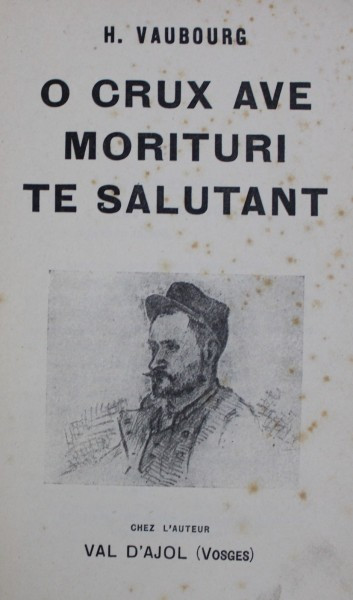 H. VAUBOURG
O CRUX AVE
MORITURI
TE SALUTANT
CHEZ L'AUTEUR
VAL D'AJOL (VOSGES)